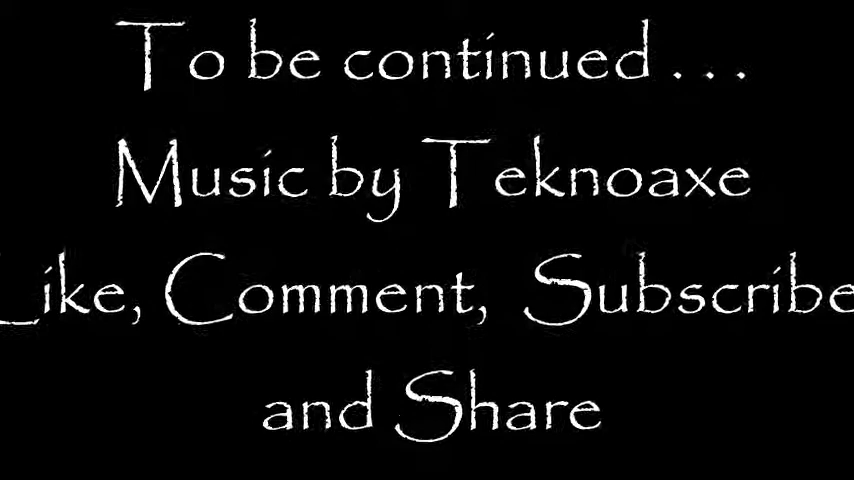 To be continued . . .
Music by Teknoaxe
Like, Comment, Subscribe
and Share